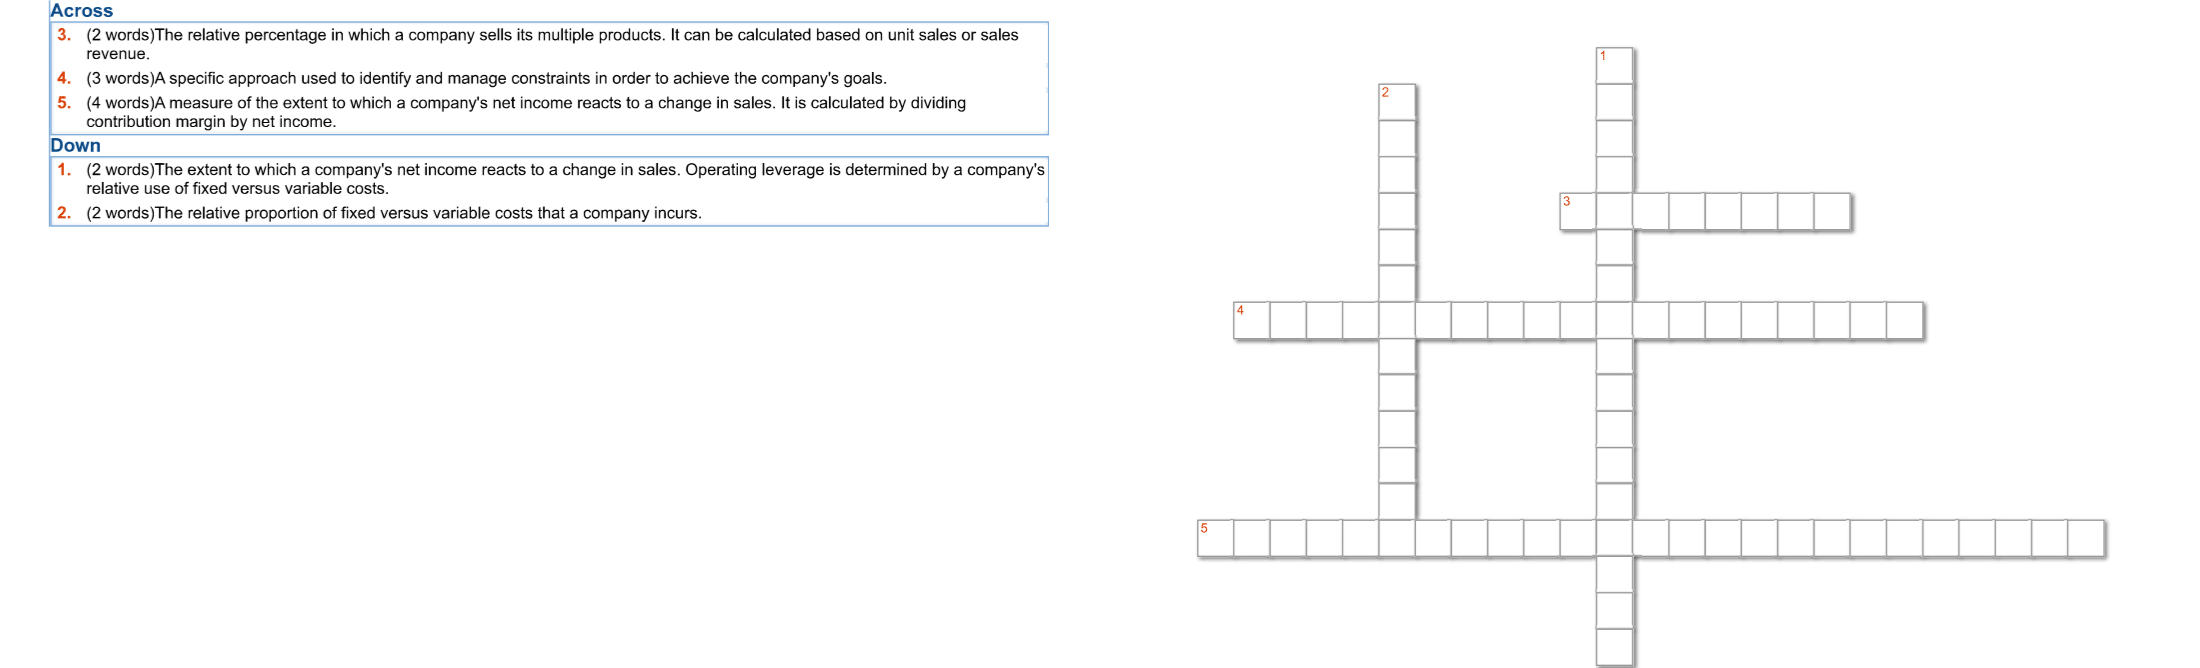 Across
3. (2 words)The relative percentage in which a company sells its multiple products. It can be calculated based on unit sales or sales
revenue.
4. (3 words)A specific approach used to identify and manage constraints in order to achieve the company's goals.
5. (4 words)A measure of the extent to which a company's net income reacts to a change in sales. It is calculated by dividing
contribution margin by net income.
Down
1. (2 words)The extent to which a company's net income reacts to a change in sales. Operating leverage is determined by a company's
relative use of fixed versus variable costs.
2. (2 words)The relative proportion of fixed versus variable costs that a company incurs.
1
2
3
4
5